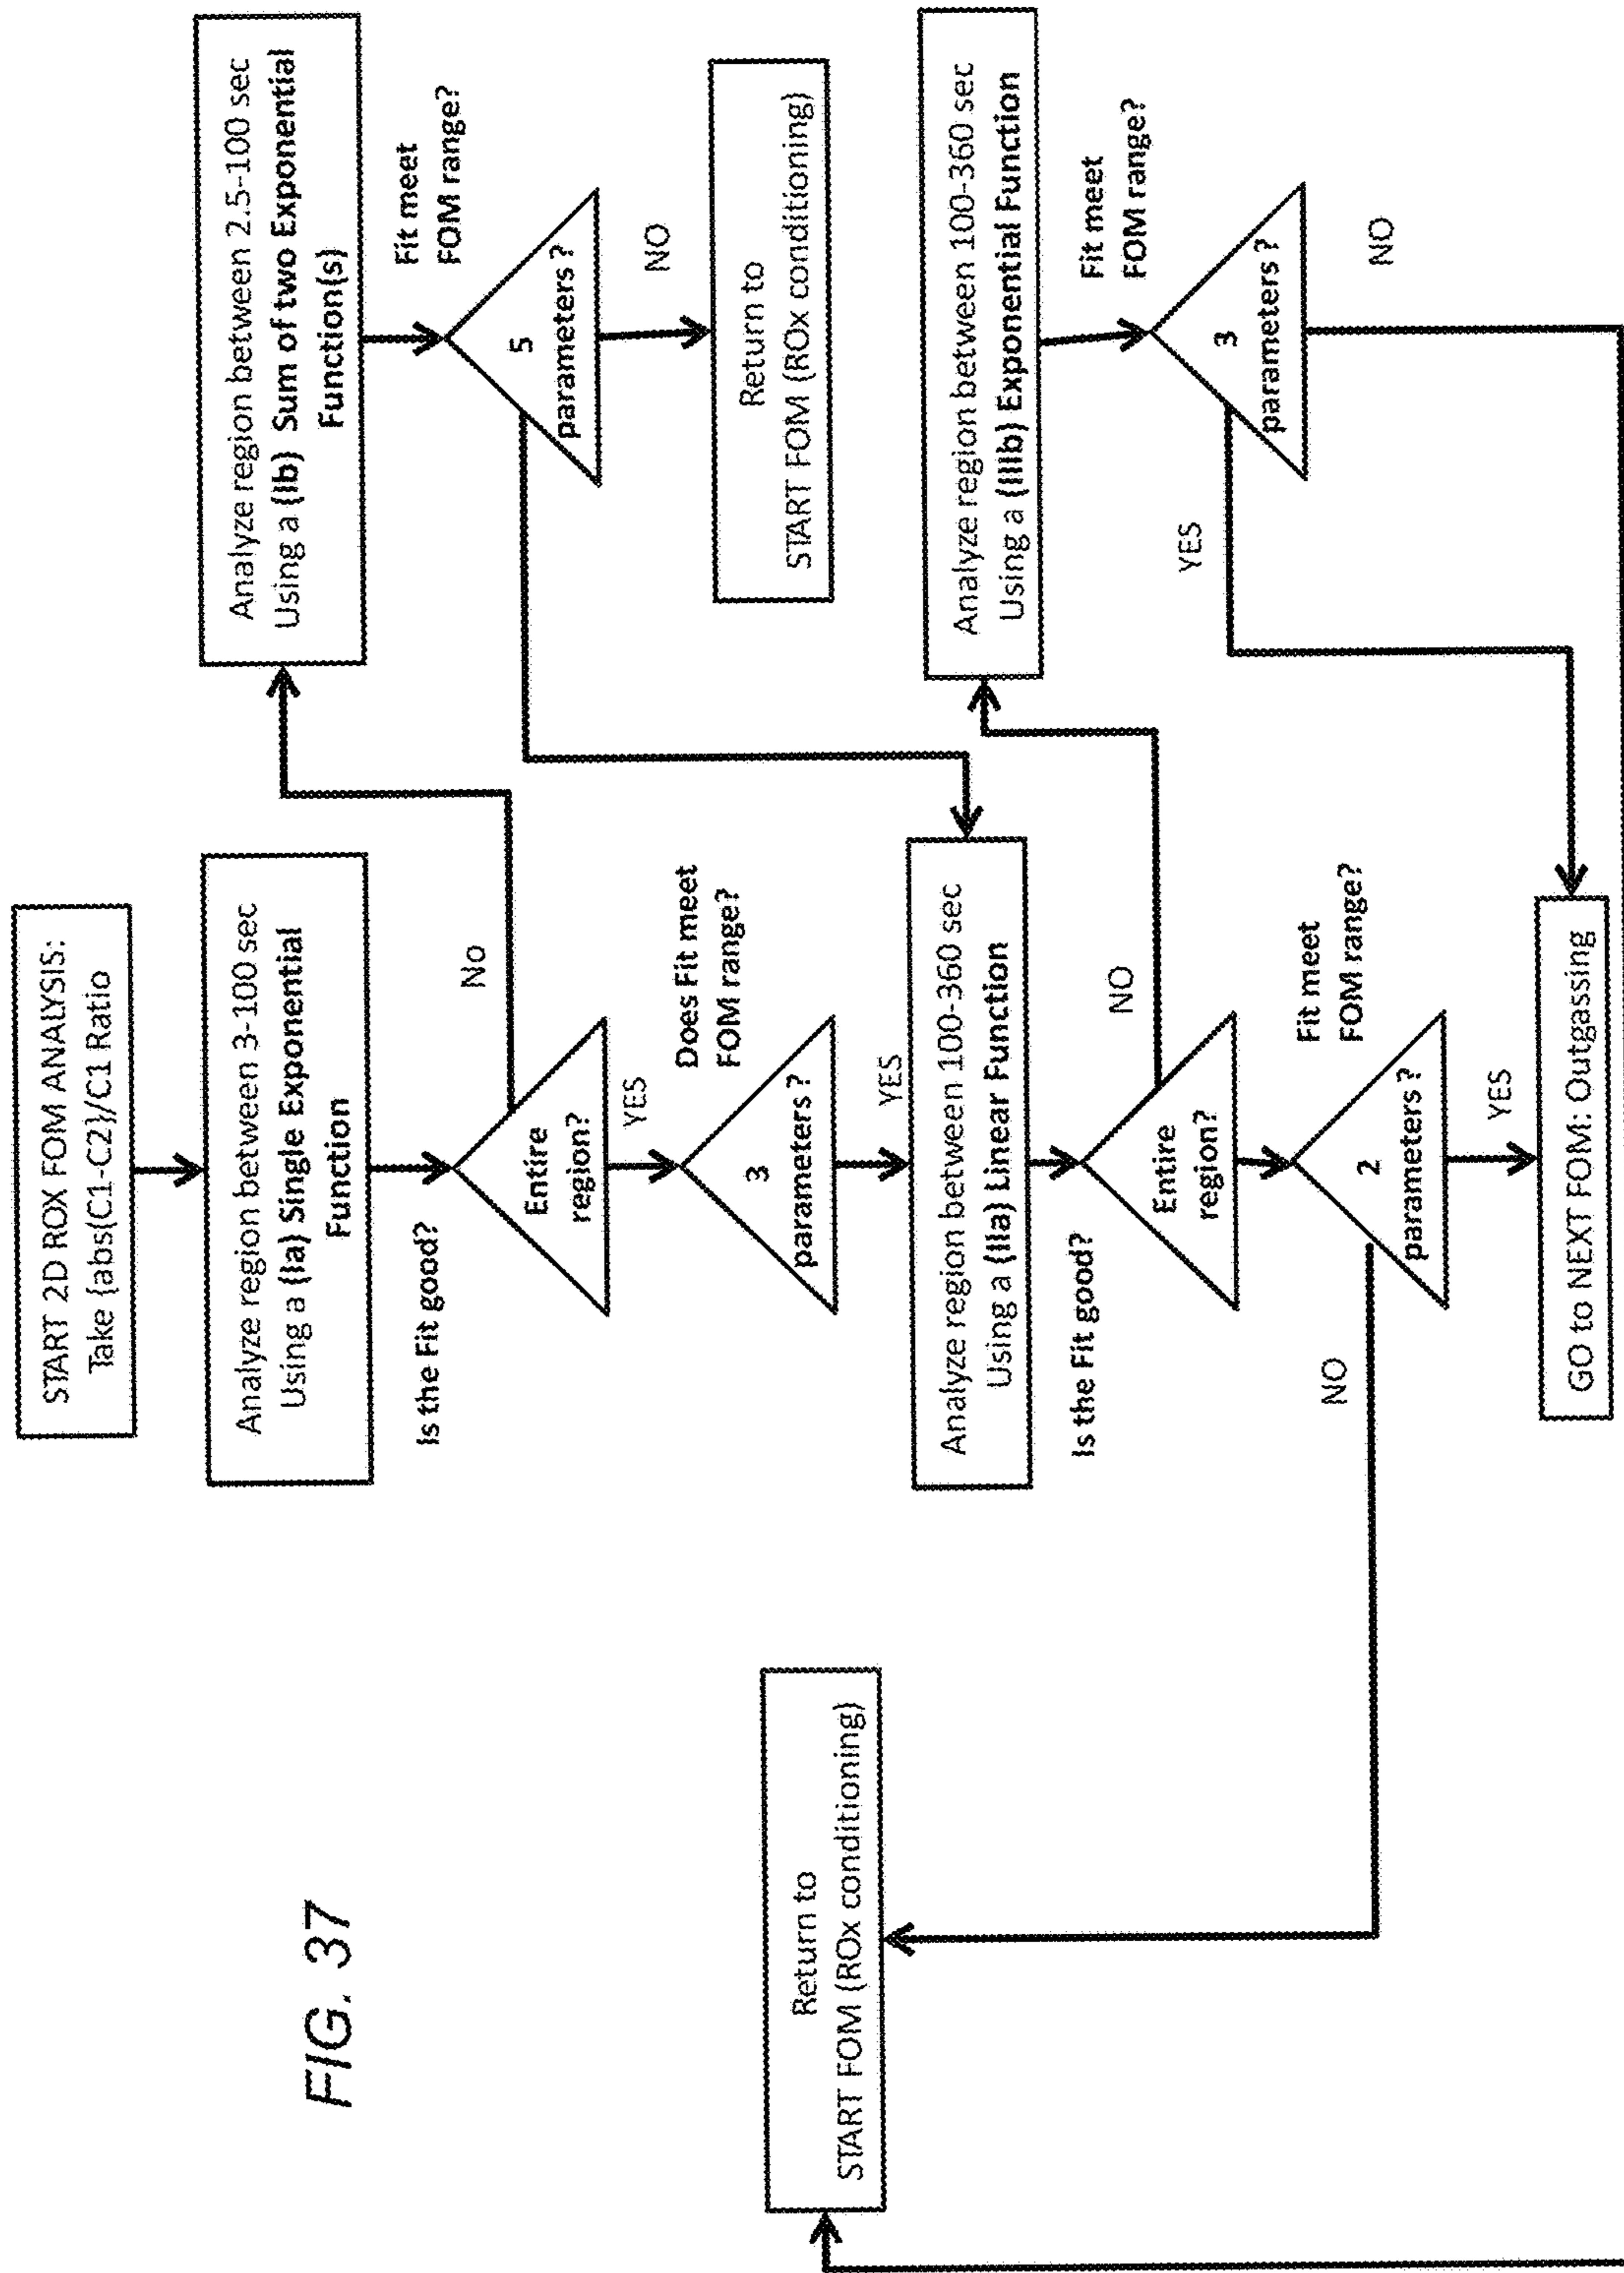 FIG. 37
START 2D ROX FOM ANALYSIS:
Take {abs(C1-C2}/C1 Ratio
Analyze region between 3-100 sec
Using a {Ia} Single Exponential
Function
Is the Fit good?
Entire
region?
No
YES
Analyze region between 2.5-100 sec
Using a {Ib} Sum of two Exponential
Function(s)
Fit meet
FOM range?
5
parameters ?
NO
Return to
START FOM (ROx conditioning)
Does Fit meet
FOM range?
3
parameters ?
YES
Analyze region between 100-360 sec
Using a {IIa} Linear Function
Is the Fit good?
Entire
region?
NO
Analyze region between 100-360 sec
Using a {IIIb} Exponential Function
Fit meet
FOM range?
3
parameters ?
YES
NO
Fit meet
FOM range?
2
parameters ?
NO
YES
Return to
START FOM (ROx conditioning)
GO to NEXT FOM: Outgassing